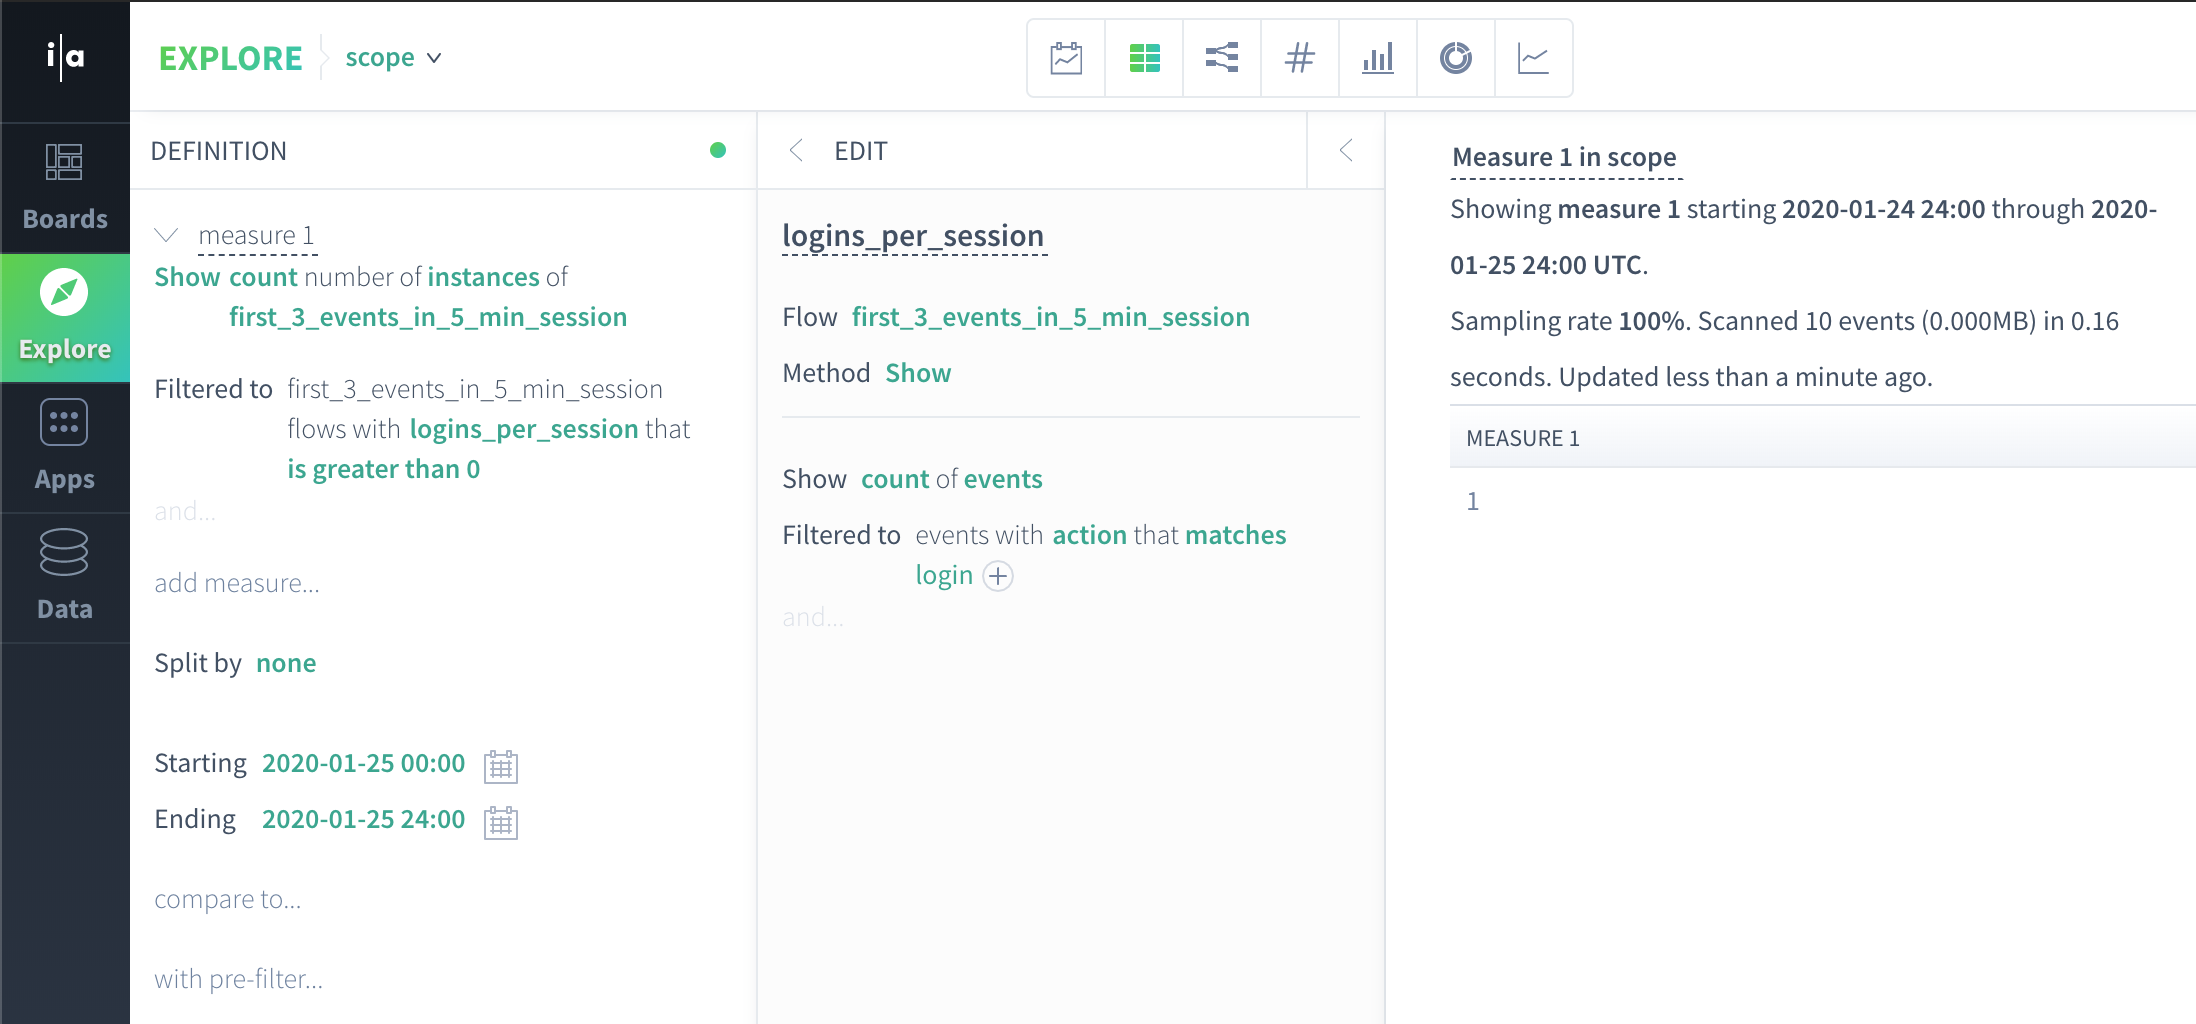 i|a
EXPLORE
scope
Boards
Explore
Apps
Data
DEFINITION
measure 1
Show count number of instances of
first_3_events_in_5_min_session
Filtered to first_3_events_in_5_min_session
flows with logins_per_session that
is greater than 0
and...
add measure...
Split by none
Starting 2020-01-25 00:00
Ending 2020-01-25 24:00
compare to...
with pre-filter...
EDIT
logins_per_session
Flow first_3_events_in_5_min_session
Method Show
Show count of events
Filtered to events with action that matches
login
and...
Measure 1 in scope
Showing measure 1 starting 2020-01-24 24:00 through 2020-
01-25 24:00 UTC.
Sampling rate 100%. Scanned 10 events (0.000MB) in 0.16
seconds. Updated less than a minute ago.
MEASURE 1
1